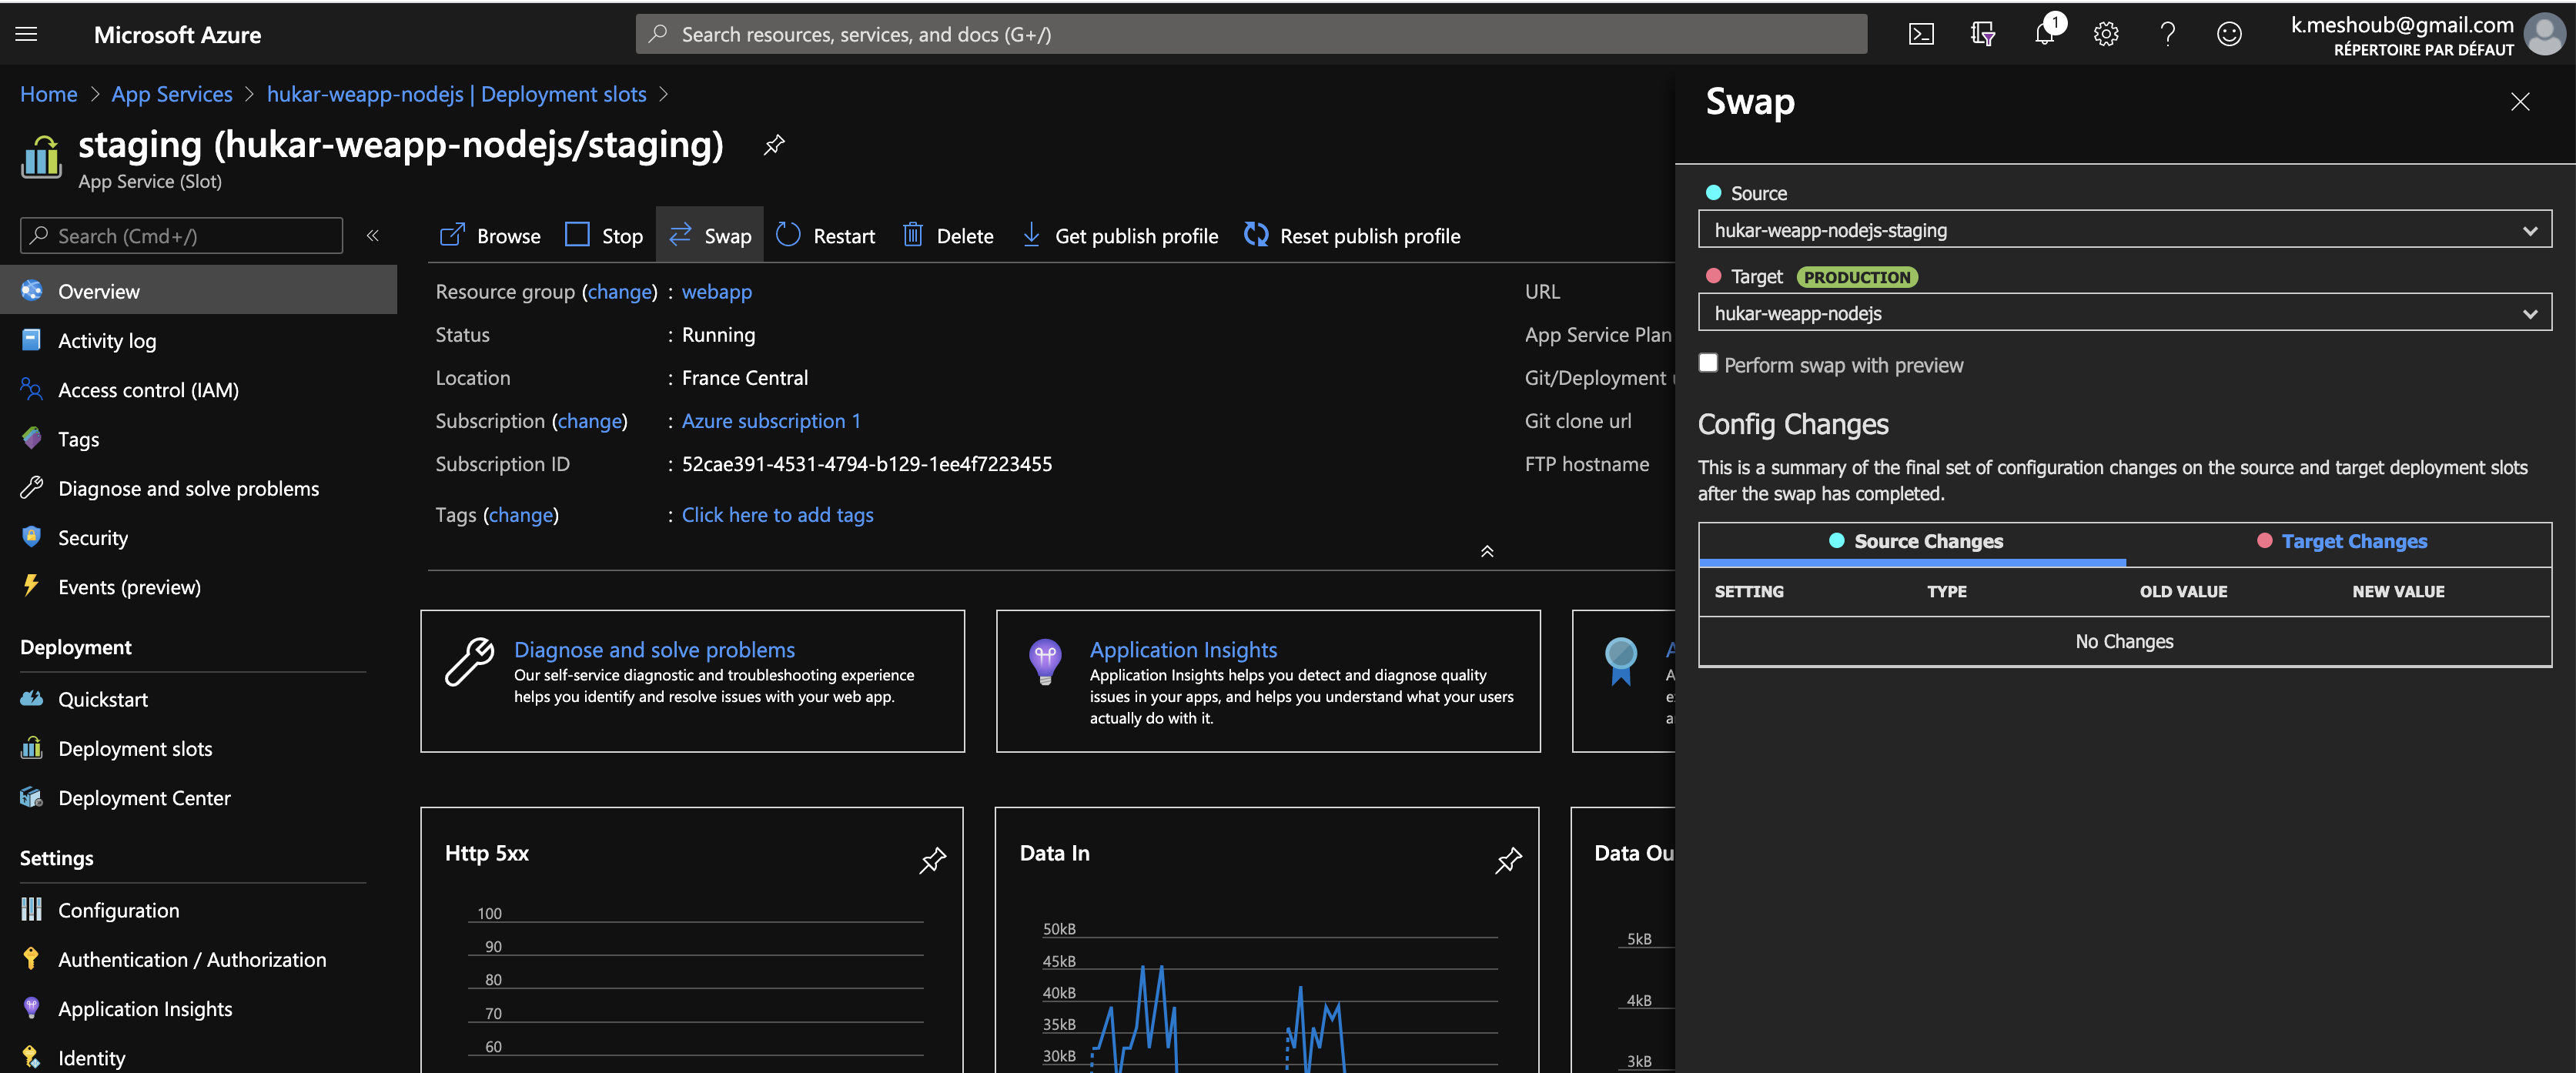 Microsoft Azure
Search resources, services, and docs (G+/)
1
k.meshoub@gmail.com
RÉPERTOIRE PAR DÉFAUT
Home > App Services > hukar-weapp-nodejs | Deployment slots >
staging (hukar-weapp-nodejs/staging)
App Service (Slot)
Search (Cmd+/)
«
Overview
Activity log
Access control (IAM)
Tags
Diagnose and solve problems
Security
Events (preview)
Deployment
Quickstart
Deployment slots
Deployment Center
Settings
Configuration
Authentication / Authorization
Application Insights
Identity
Browse Stop Swap Restart Delete Get publish profile Reset publish profile
Resource group (change) : webapp
Status : Running
Location : France Central
Subscription (change) : Azure subscription 1
Subscription ID : 52cae391-4531-4794-b129-1ee4f7223455
Tags (change) : Click here to add tags
URL
App Service Plan
Git/Deployment
Git clone url
FTP hostname
Diagnose and solve problems
Our self-service diagnostic and troubleshooting experience
helps you identify and resolve issues with your web app.
Application Insights
Application Insights helps you detect and diagnose quality
issues in your apps, and helps you understand what your users
actually do with it.
Http 5xx
100
90
80
70
60
Data In
50kB
45kB
40kB
35kB
30kB
Data Ou
5kB
4kB
3kB
Swap
Source
hukar-weapp-nodejs-staging
Target PRODUCTION
hukar-weapp-nodejs
Perform swap with preview
Config Changes
This is a summary of the final set of configuration changes on the source and target deployment slots
after the swap has completed.
Source Changes Target Changes
SETTING TYPE OLD VALUE NEW VALUE
No Changes